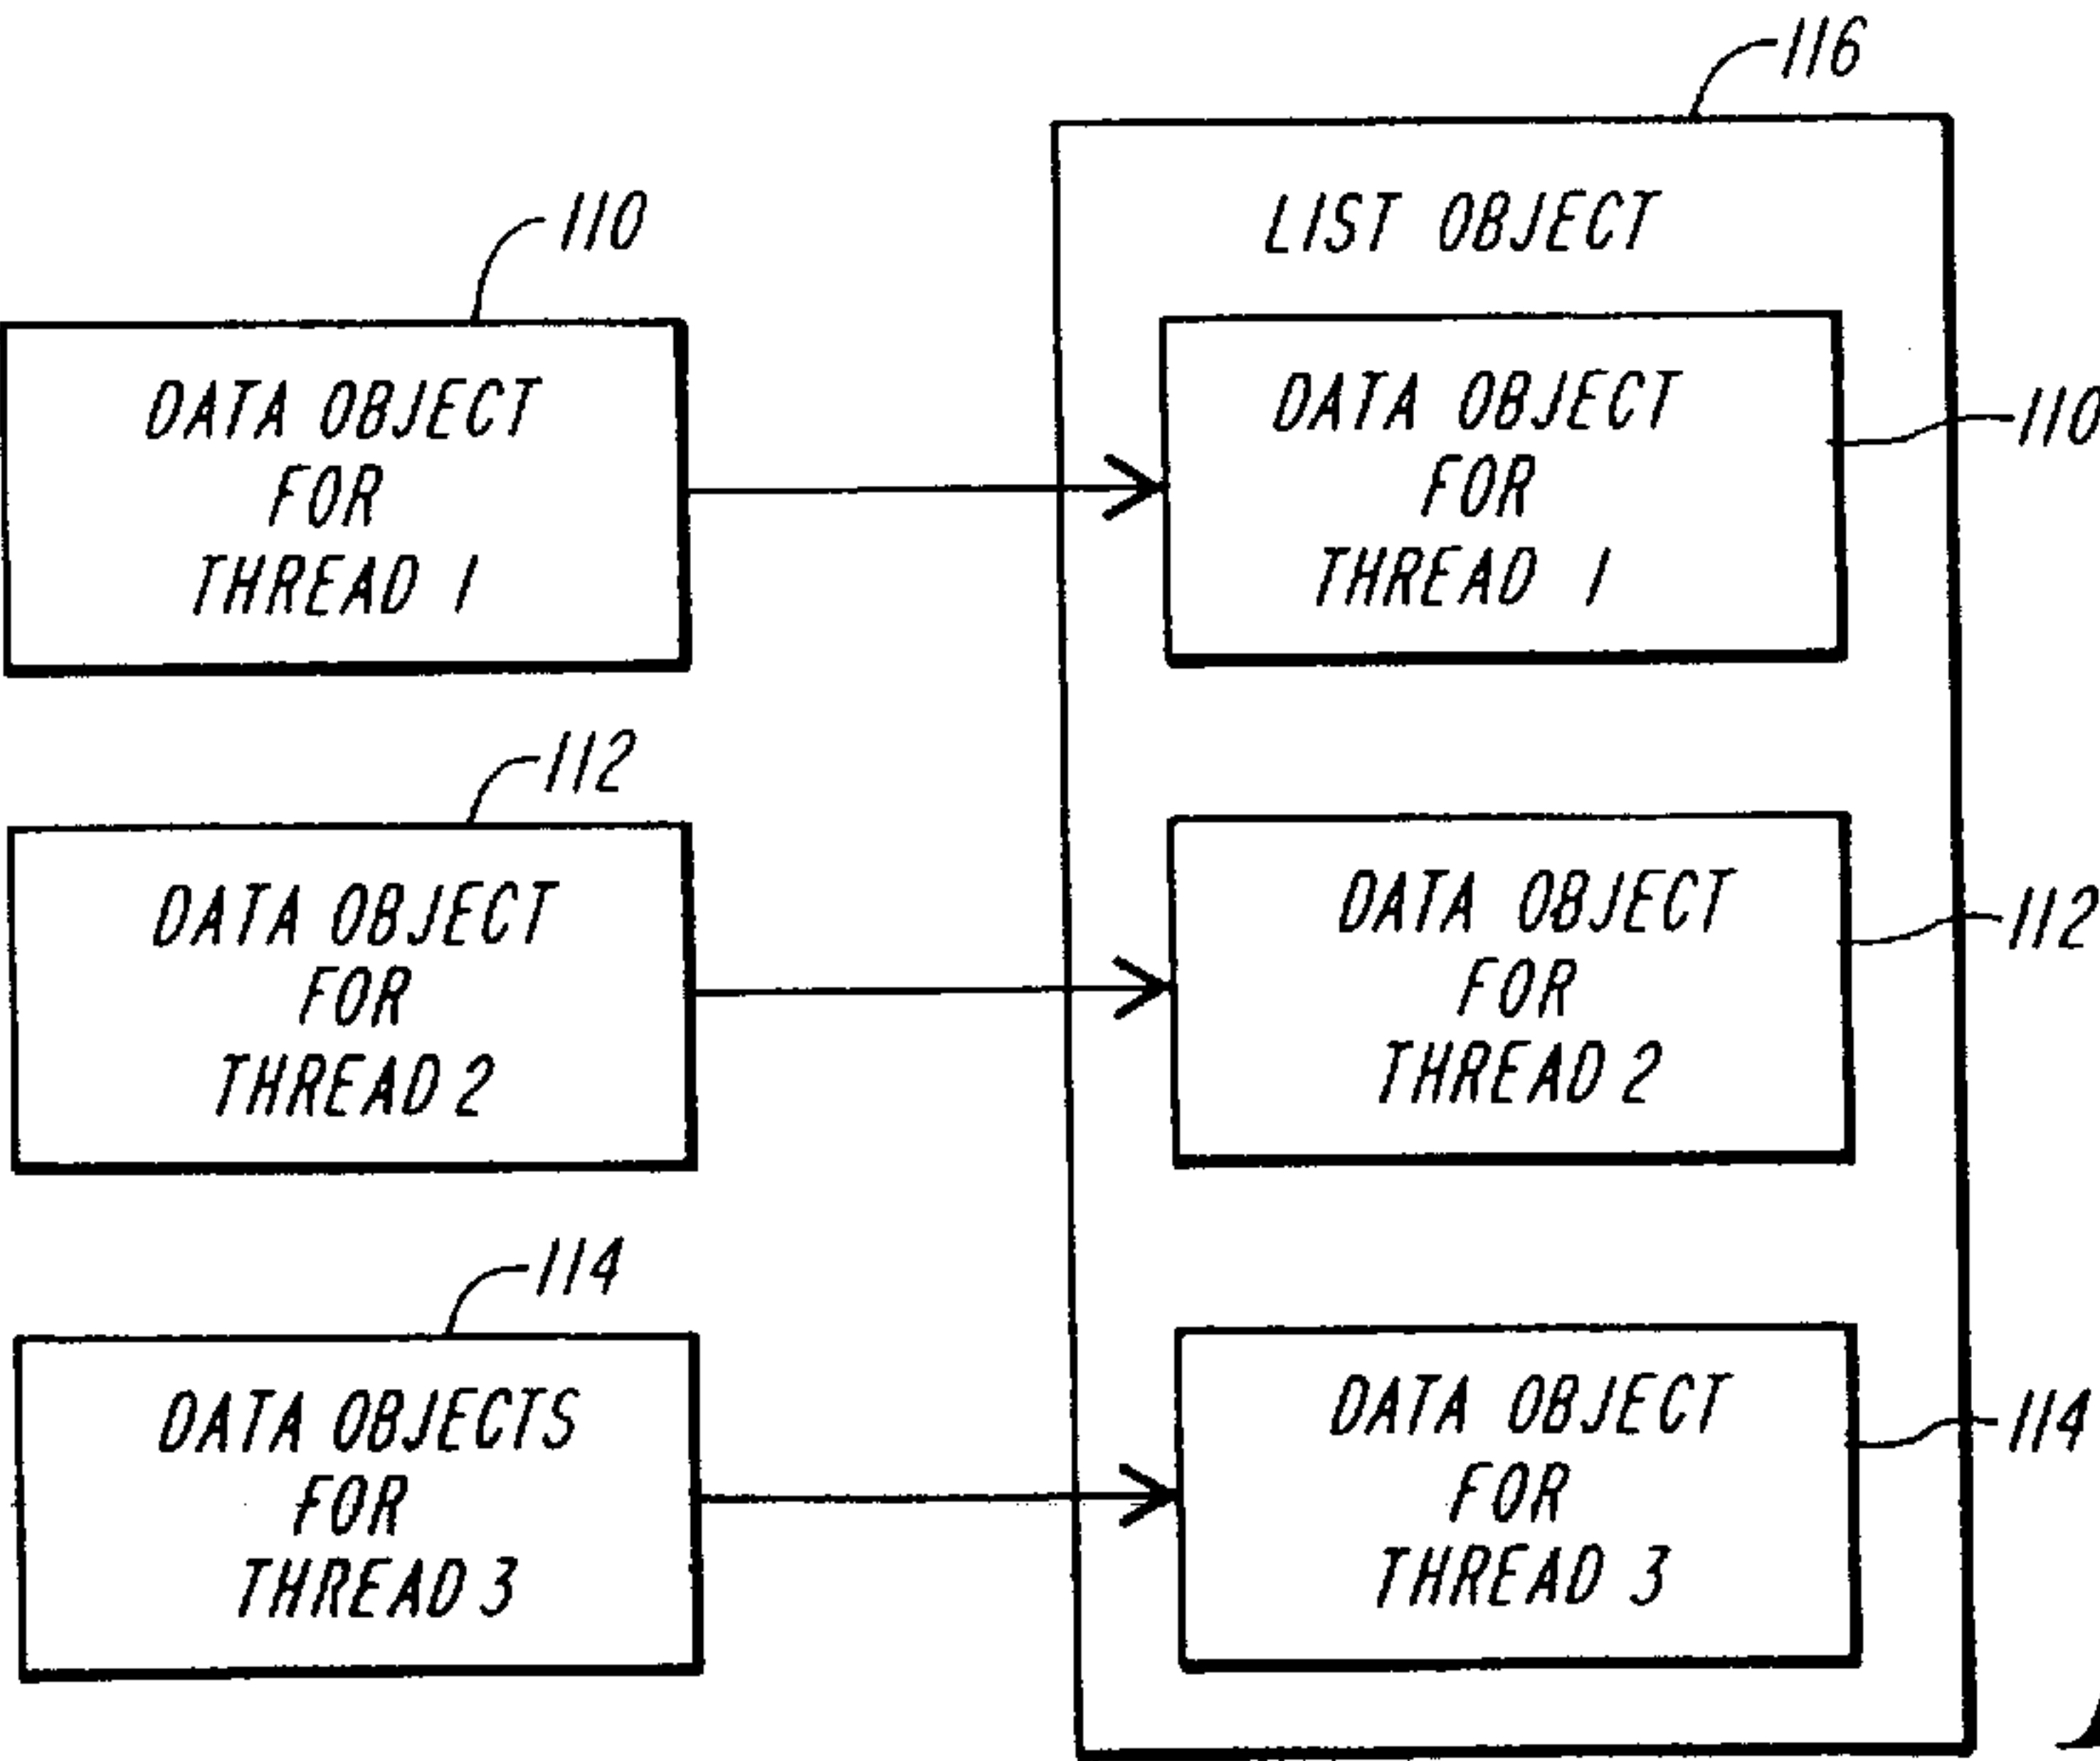 116
LIST OBJECT
110
DATA OBJECT
FOR
THREAD 1
DATA OBJECT
FOR
THREAD 1
110
112
DATA OBJECT
FOR
THREAD 2
DATA OBJECT
FOR
THREAD 2
112
114
DATA OBJECTS
FOR
THREAD 3
DATA OBJECT
FOR
THREAD 3
114